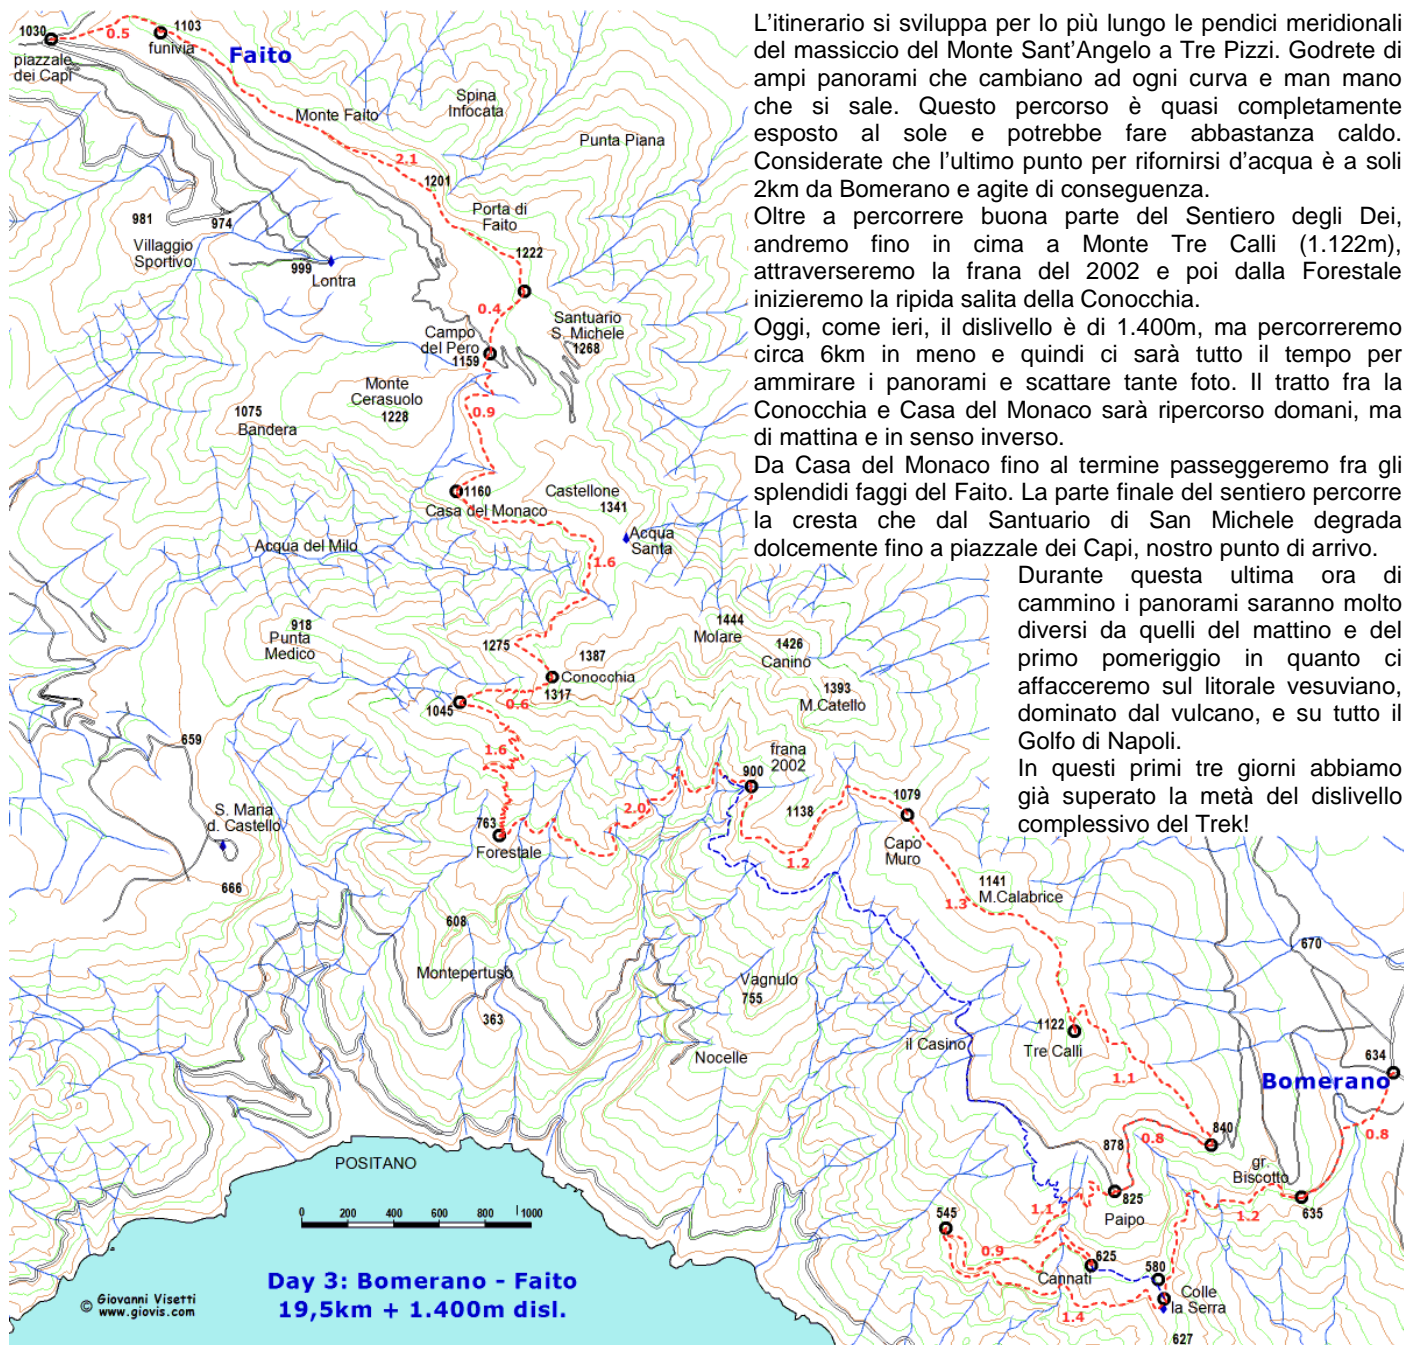 L'itinerario si sviluppa per lo più lungo le pendici meridionali
del massiccio del Monte Sant'Angelo a Tre Pizzi. Godrete di
ampi panorami che cambiano ad ogni curva e man mano
che si sale. Questo percorso è quasi completamente
esposto al sole e potrebbe fare abbastanza caldo.
Considerate che l'ultimo punto per rifornirsi d'acqua è a soli
2km da Bomerano e agite di conseguenza.
Oltre a percorrere buona parte del Sentiero degli Dei,
andremo fino in cima a Monte Tre Calli (1.122m),
attraverseremo la frana del 2002 e poi dalla Forestale
inizieremo la ripida salita della Conocchia.
Oggi, come ieri, il dislivello è di 1.400m, ma percorreremo
circa 6km in meno e quindi ci sarà tutto il tempo per
ammirare i panorami e scattare tante foto. Il tratto fra la
Conocchia e Casa del Monaco sarà ripercorso domani, ma
di mattina e in senso inverso.
Da Casa del Monaco fino al termine passeggeremo fra gli
splendidi faggi del Faito. La parte finale del sentiero percorre
la cresta che dal Santuario di San Michele degrada
dolcemente fino a piazzale dei Capi, nostro punto di arrivo.
Durante questa ultima ora di
cammino i panorami saranno molto
diversi da quelli del mattino e del
primo pomeriggio in quanto ci
affacceremo sul litorale vesuviano,
dominato dal vulcano, e su tutto il
Golfo di Napoli.
In questi primi tre giorni abbiamo
già superato la metà del dislivello
complessivo del Trek!
1030
piazzale
dei Capi
0.5
1103
funivia
Faito
Monte Faito
Spina
Infocata
Punta Piana
2.1
1201
Porta di
Faito
1222
981
974
Villaggio
Sportivo
999
Lontra
0.4
Santuario
S. Michele
1268
Campo
del Pero
1159
Monte
Cerasuolo
1228
1075
Bandera
0.9
1160
Casa del Monaco
Castellone
1341
Acqua
Santa
Acqua del Milo
1.6
918
Punta
Medico
1275
1387
Conocchia
1317
1444
Molare
1426
Canino
1393
M.Catello
1045
0.6
659
1.6
frana
2002
900
S. Maria
d. Castello
763
Forestale
2.0
1138
1079
Capo
Muro
1.2
666
1141
M.Calabrice
1.3
608
Montepertuso
363
Vagnulo
755
Nocelle
670
il Casino
1122
Tre Calli
634
Bomerano
1.1
0.8
840
878
0.8
gr.
Biscotto
825
Paipo
635
1.2
1.1
545
0.9
625
Cannati
580
Colle
la Serra
1.4
627
POSITANO
0 200 400 600 800 1000
Day 3: Bomerano - Faito
19,5km + 1.400m disl.
© Giovanni Visetti
www.giovis.com